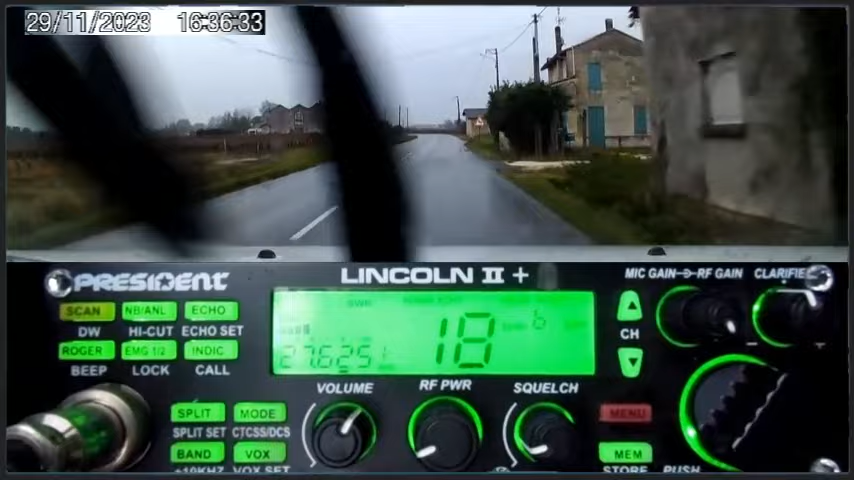 29/11/2023 16:36:33
PRESIDENT
LINCOLN II +
MIC GAIN RF GAIN CLARIFIER
SCAN NB/ANL ECHO
DW HI-CUT ECHO SET
ROGER EMG 1/2 INDIC
BEEP LOCK CALL
18 6
27.625
CH
VOLUME RF PWR SQUELCH
SPLIT MODE
SPLIT SET CTCSS/DCS
BAND VOX
+10KHZ VOX SET
MENU
MEM
STORE PUSH